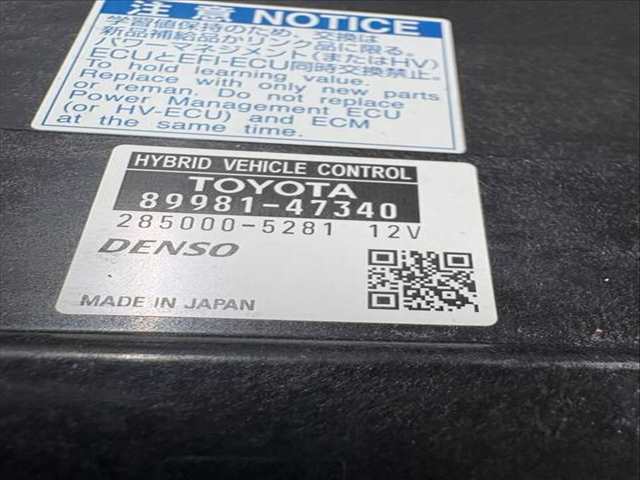 注意 NOTICE
学習値保持のため、交換は
新品補給品かリンク品に限る。
パワーマネジメント(またはHV)
ECUとEFI-ECU同時交換禁止。
To hold learning value.
Replace with only new parts
or reman. Do not replace
Power Management ECU
(or HV-ECU) and ECM
at the same time.
HYBRID VEHICLE CONTROL
TOYOTA
89981-47340
285000-5281 12V
DENSO
MADE IN JAPAN